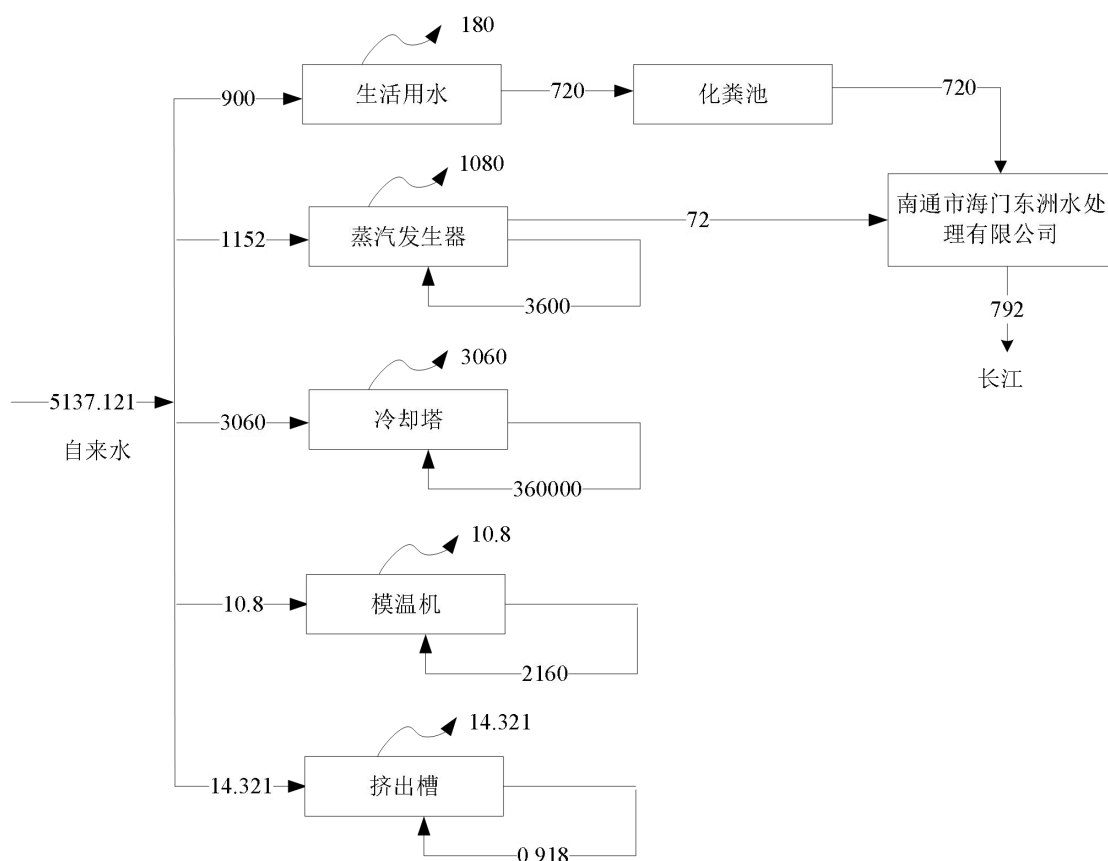 180
900
生活用水
720
化粪池
720
1080
1152
蒸汽发生器
72
南通市海门东洲水处
理有限公司
3600
792
长江
3060
5137.121
自来水
3060
冷却塔
360000
10.8
10.8
模温机
2160
14.321
14.321
挤出槽
0.918